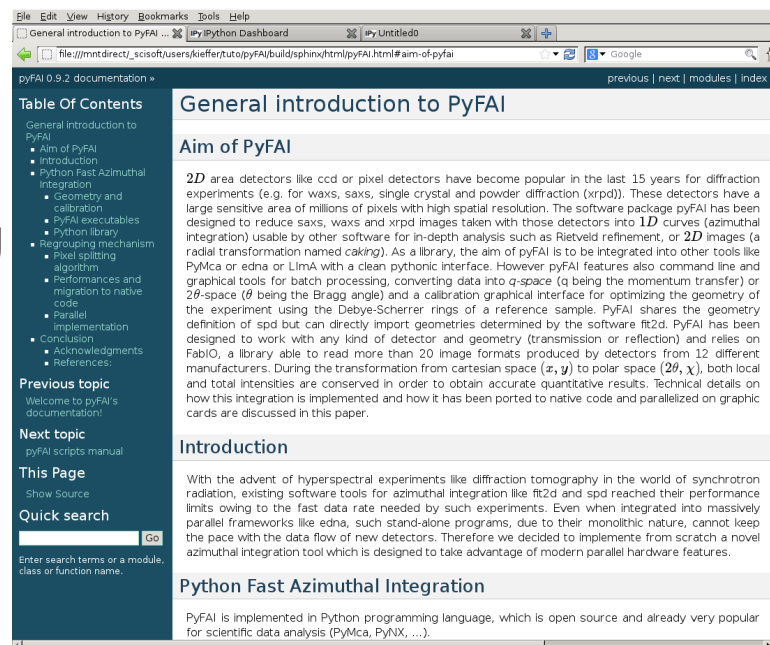 File Edit View History Bookmarks Tools Help
General introduction to PyFAI ... IPy IPython Dashboard IPy Untitled0
file:///mntdirect/_scisoft/users/kieffer/tuto/pyFAI/build/sphinx/html/pyFAI.html#aim-of-pyfai Google
pyFAI 0.9.2 documentation » previous | next | modules | index
Table Of Contents
General introduction to
PyFAI
Aim of PyFAI
Introduction
Python Fast Azimuthal
Integration
Geometry and
calibration
PyFAI executables
Python library
Regrouping mechanism
Pixel splitting
algorithm
Performances and
migration to native
code
Parallel
implementation
Conclusion
Acknowledgments
References:
Previous topic
Welcome to pyFAI's
documentation!
Next topic
pyFAI scripts manual
This Page
Show Source
Quick search
Go
Enter search terms or a module,
class or function name.
General introduction to PyFAI
Aim of PyFAI
2D area detectors like ccd or pixel detectors have become popular in the last 15 years for diffraction
experiments (e.g. for waxs, saxs, single crystal and powder diffraction (xrpd)). These detectors have a
large sensitive area of millions of pixels with high spatial resolution. The software package pyFAI has been
designed to reduce saxs, waxs and xrpd images taken with those detectors into 1D curves (azimuthal
integration) usable by other software for in-depth analysis such as Rietveld refinement, or 2D images (a
radial transformation named caking). As a library, the aim of pyFAI is to be integrated into other tools like
PyMca or edna or LImA with a clean pythonic interface. However pyFAI features also command line and
graphical tools for batch processing, converting data into q-space (q being the momentum transfer) or
2θ-space (θ being the Bragg angle) and a calibration graphical interface for optimizing the geometry of
the experiment using the Debye-Scherrer rings of a reference sample. PyFAI shares the geometry
definition of spd but can directly import geometries determined by the software fit2d. PyFAI has been
designed to work with any kind of detector and geometry (transmission or reflection) and relies on
FabIO, a library able to read more than 20 image formats produced by detectors from 12 different
manufacturers. During the transformation from cartesian space (x, y) to polar space (2θ, χ), both local
and total intensities are conserved in order to obtain accurate quantitative results. Technical details on
how this integration is implemented and how it has been ported to native code and parallelized on graphic
cards are discussed in this paper.
Introduction
With the advent of hyperspectral experiments like diffraction tomography in the world of synchrotron
radiation, existing software tools for azimuthal integration like fit2d and spd reached their performance
limits owing to the fast data rate needed by such experiments. Even when integrated into massively
parallel frameworks like edna, such stand-alone programs, due to their monolithic nature, cannot keep
the pace with the data flow of new detectors. Therefore we decided to implemente from scratch a novel
azimuthal integration tool which is designed to take advantage of modern parallel hardware features.
Python Fast Azimuthal Integration
PyFAI is implemented in Python programming language, which is open source and already very popular
for scientific data analysis (PyMca, PyNX, ...).